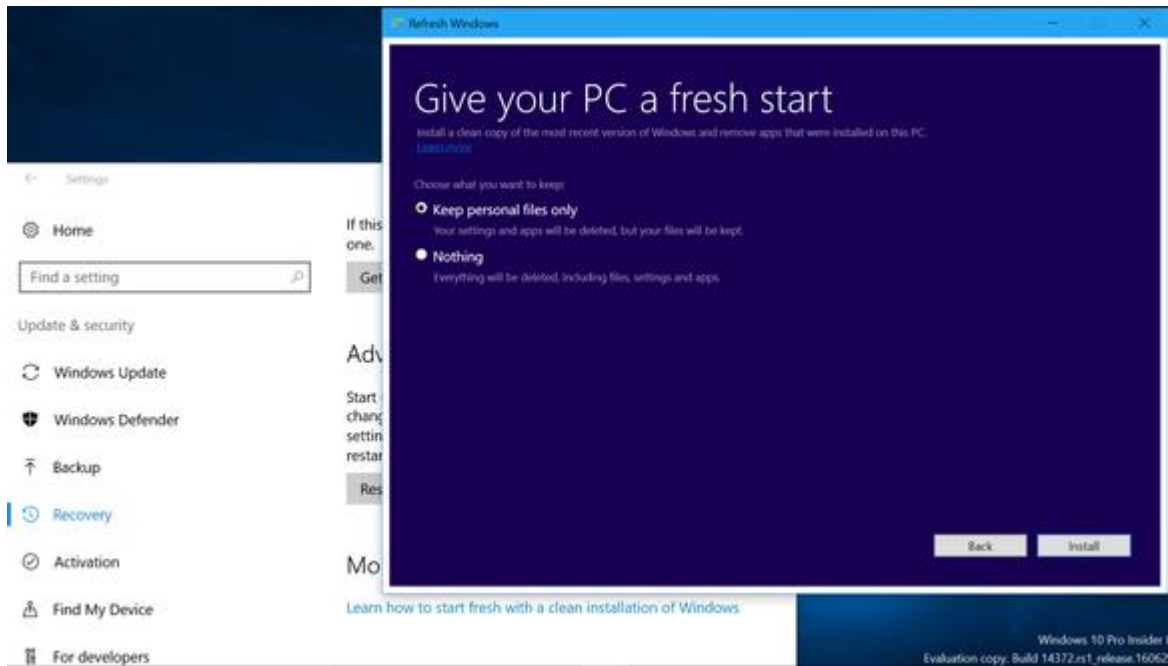 Refresh Windows
Give your PC a fresh start
Install a clean copy of the most recent version of Windows and remove apps that were installed on this PC.
Learn more
Choose what you want to keep:
Keep personal files only
Your settings and apps will be deleted, but your files will be kept.
Nothing
Everything will be deleted, including files, settings and apps.
Back
Install
Settings
Home
Find a setting
Update & security
Windows Update
Windows Defender
Backup
Recovery
Activation
Find My Device
For developers
If this
one.
Get
Adv
Start
chang
settin
restar
Res
Mo
Learn how to start fresh with a clean installation of Windows
Windows 10 Pro Insider
Evaluation copy. Build 14372.rs1_release.16062